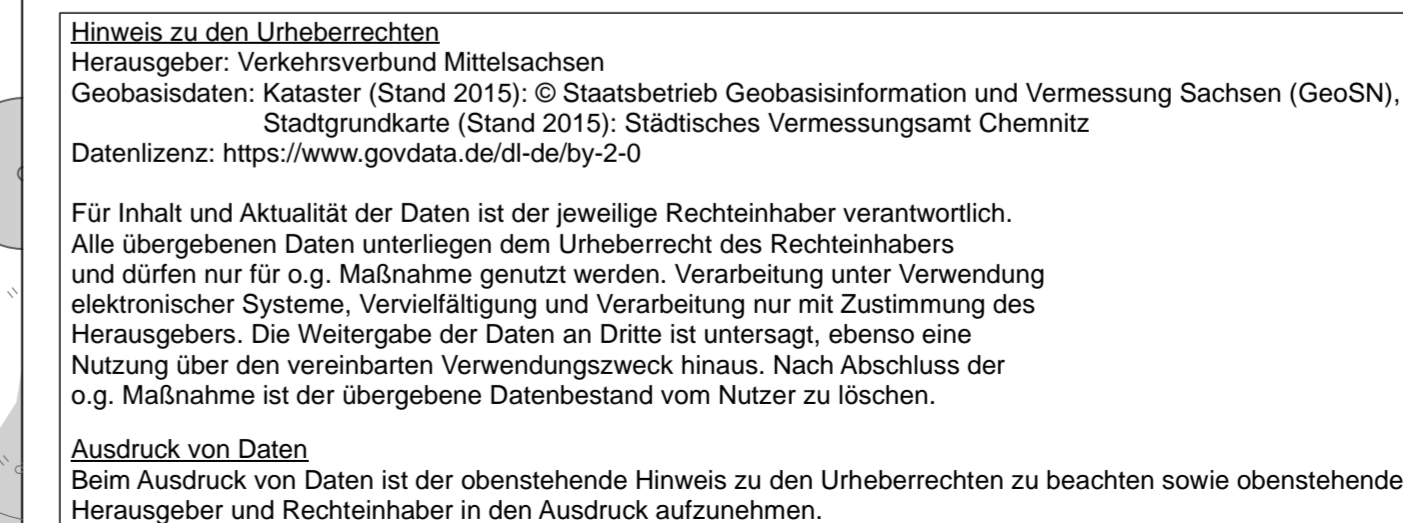 Hinweis zu den Urheberrechten
Herausgeber: Verkehrsverbund Mittelsachsen
Geobasisdaten: Kataster (Stand 2015): © Staatsbetrieb Geobasisinformation und Vermessung Sachsen (GeoSN),
Stadtgrundkarte (Stand 2015): Städtisches Vermessungsamt Chemnitz
Datenlizenz: https://www.govdata.de/dl-de/by-2-0
Für Inhalt und Aktualität der Daten ist der jeweilige Rechteinhaber verantwortlich.
Alle übergebenen Daten unterliegen dem Urheberrecht des Rechteinhabers
und dürfen nur für o.g. Maßnahme genutzt werden. Verarbeitung unter Verwendung
elektronischer Systeme, Vervielfältigung und Verarbeitung nur mit Zustimmung des
Herausgebers. Die Weitergabe der Daten an Dritte ist untersagt, ebenso eine
Nutzung über den vereinbarten Verwendungszweck hinaus. Nach Abschluss der
o.g. Maßnahme ist der übergebene Datenbestand vom Nutzer zu löschen.
Ausdruck von Daten
Beim Ausdruck von Daten ist der obenstehende Hinweis zu den Urheberrechten zu beachten sowie obenstehende
Herausgeber und Rechteinhaber in den Ausdruck aufzunehmen.